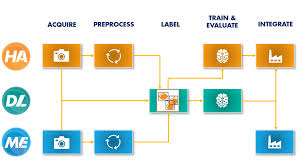 ACQUIRE
PREPROCESS
LABEL
TRAIN &
EVALUATE
INTEGRATE
HA
DL
ME